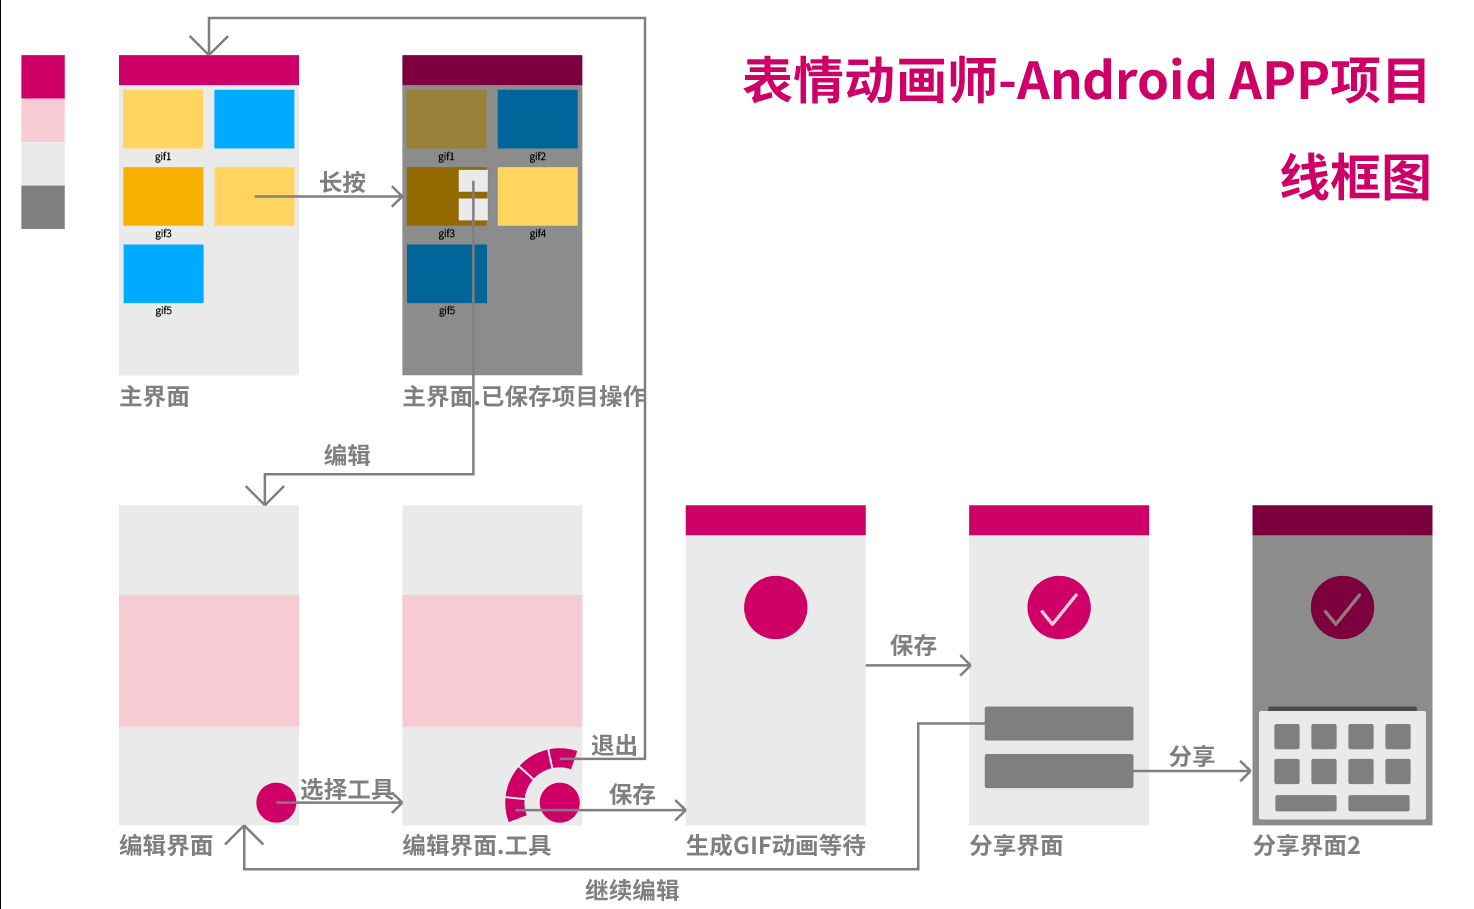 表情动画师-Android APP项目
线框图
gif1
gif3
gif5
主界面
长按
gif1
gif2
gif3
gif4
gif5
主界面.已保存项目操作
编辑
编辑界面
选择工具
编辑界面.工具
退出
保存
生成GIF动画等待
保存
分享界面
分享
分享界面2
继续编辑